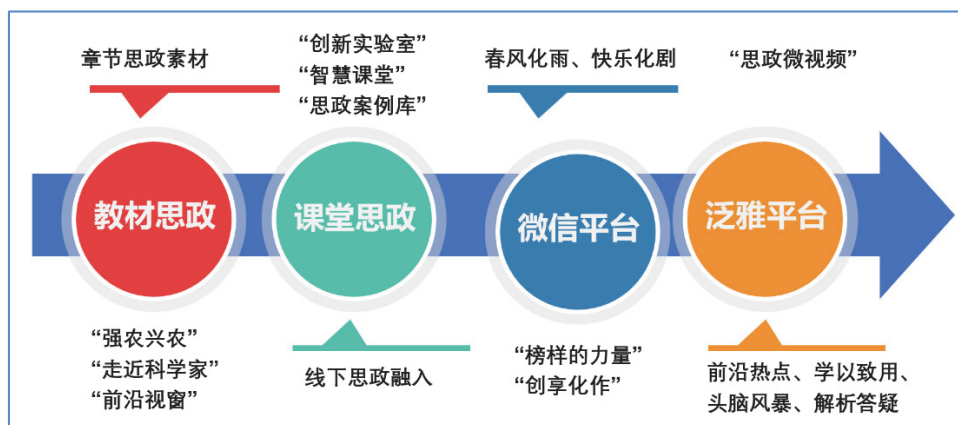 章节思政素材
“创新实验室”
“智慧课堂”
“思政案例库”
春风化雨、快乐化剧
“思政微视频”
教材思政
课堂思政
微信平台
泛雅平台
“强农兴农”
“走近科学家”
“前沿视窗”
线下思政融入
“榜样的力量”
“创享化作”
前沿热点、学以致用、
头脑风暴、解析答疑